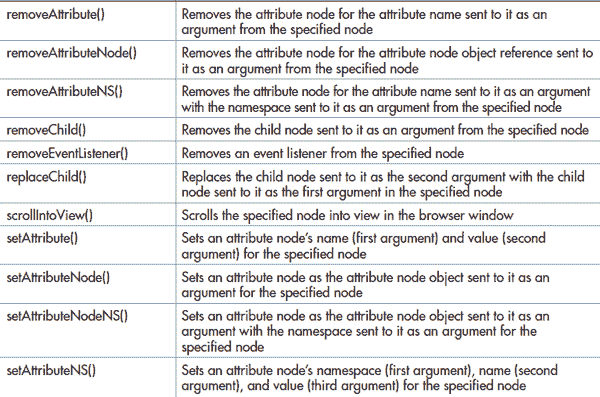 removeAttribute() Removes the attribute node for the attribute name sent to it as an
argument from the specified node
removeAttributeNode() Removes the attribute node for the attribute node object reference sent to
it as an argument from the specified node
removeAttributeNS() Removes the attribute node for the attribute name sent to it as an argument
with the namespace sent to it as an argument from the specified node
removeChild() Removes the child node sent to it as an argument from the specified node
removeEventListener() Removes an event listener from the specified node
replaceChild() Replaces the child node sent to it as the second argument with the child
node sent to it as the first argument in the specified node
scrollIntoView() Scrolls the specified node into view in the browser window
setAttribute() Sets an attribute node's name (first argument) and value (second
argument) for the specified node
setAttributeNode() Sets an attribute node as the attribute node object sent to it as an
argument for the specified node
setAttributeNodeNS() Sets an attribute node as the attribute node object sent to it as an
argument with the namespace sent to it as an argument for the
specified node
setAttributeNS() Sets an attribute node's namespace (first argument), name (second
argument), and value (third argument) for the specified node